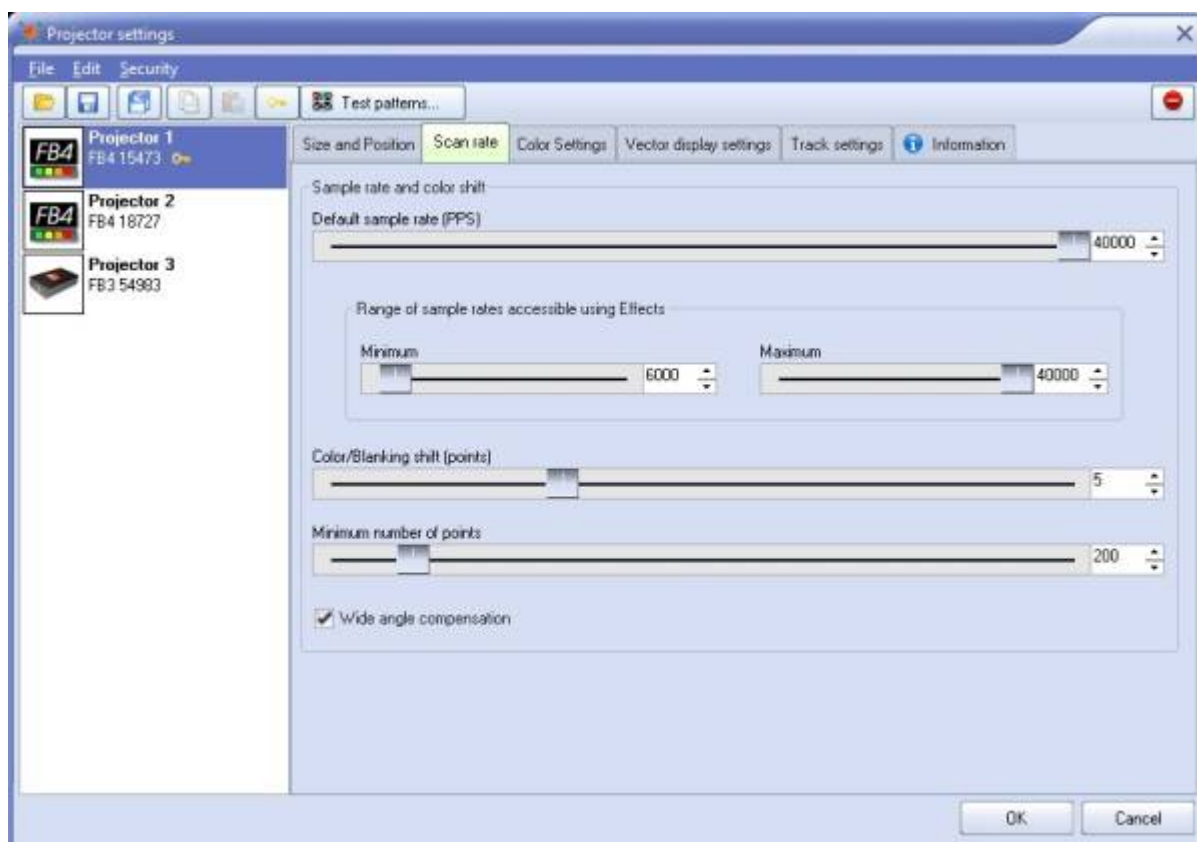 Projector settings
File Edit Security
Test patterns...
FB4 Projector 1
FB4 15473
FB4 Projector 2
FB4 18727
Projector 3
FB3 54983
Size and Position Scan rate Color Settings Vector display settings Track settings Information
Sample rate and color shift
Default sample rate (PPS)
40000
Range of sample rates accessible using Effects
Minimum Maximum
6000 40000
Color/Blanking shift (points)
5
Minimum number of points
200
Wide angle compensation
OK Cancel